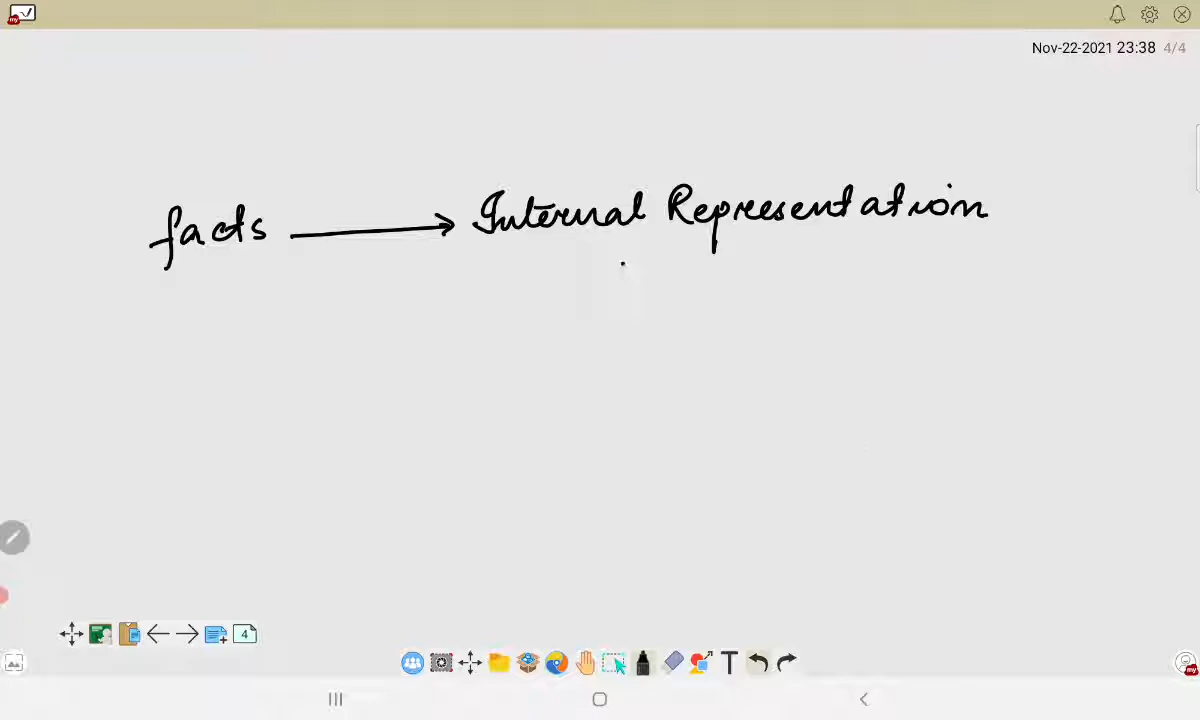 Nov-22-2021 23:38 4/4
facts → Internal Representation
4
T